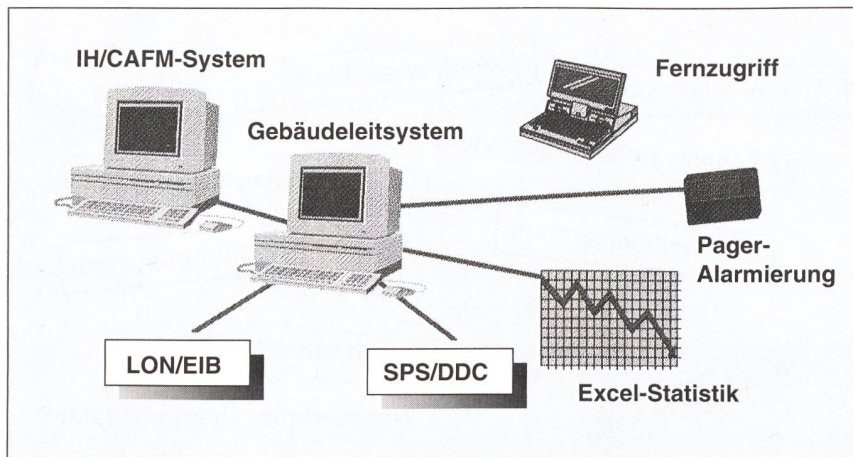 IH/CAFM-System
Fernzugriff
Gebäudeleitsystem
Pager-
Alarmierung
LON/EIB
SPS/DDC
Excel-Statistik